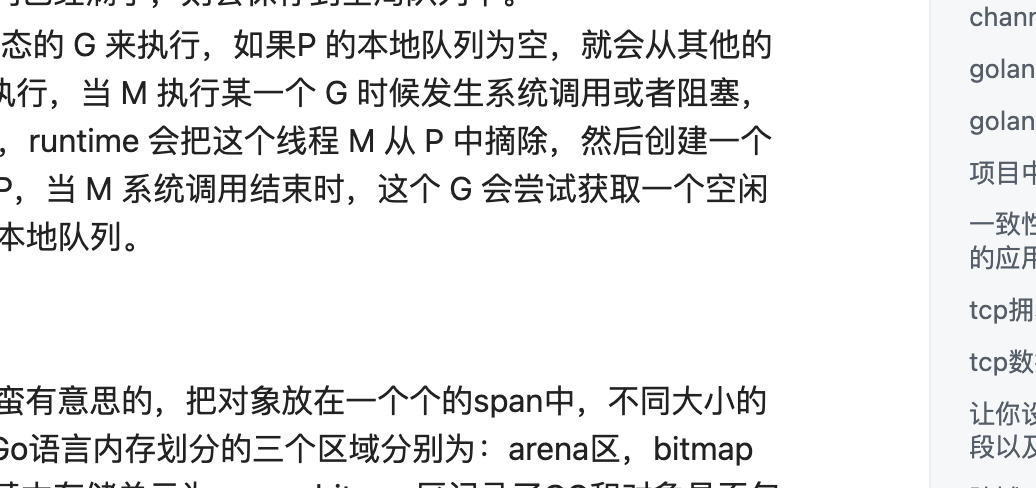 态的 G 来执行，如果P 的本地队列为空，就会从其他的
执行，当 M 执行某一个 G 时候发生系统调用或者阻塞，
，runtime 会把这个线程 M 从 P 中摘除，然后创建一个
P，当 M 系统调用结束时，这个 G 会尝试获取一个空闲
本地队列。
蛮有意思的，把对象放在一个个的span中，不同大小的
Go语言内存划分的三个区域分别为：arena区，bitmap
chann
golan
golan
项目中
一致性
的应用
tcp拥
tcp数
让你设
段以及